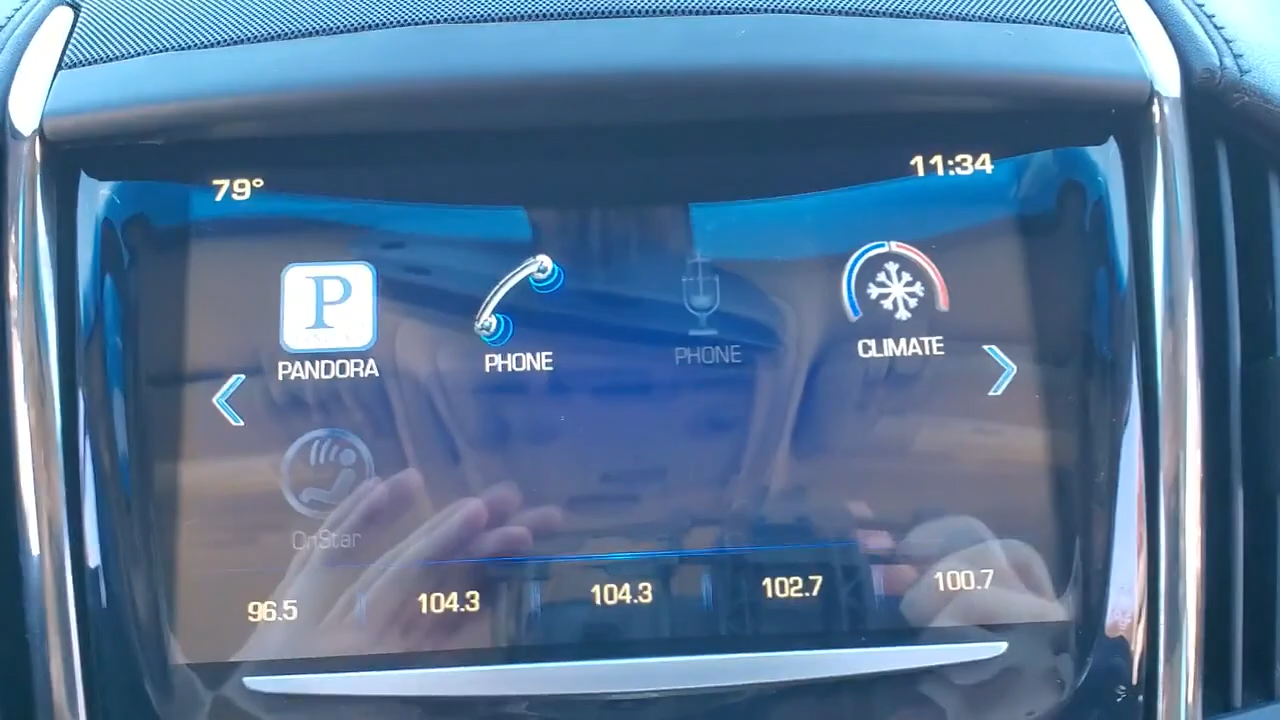 79°
11:34
P
PANDORA
PHONE
PHONE
CLIMATE
OnStar
96.5
104.3
104.3
102.7
100.7